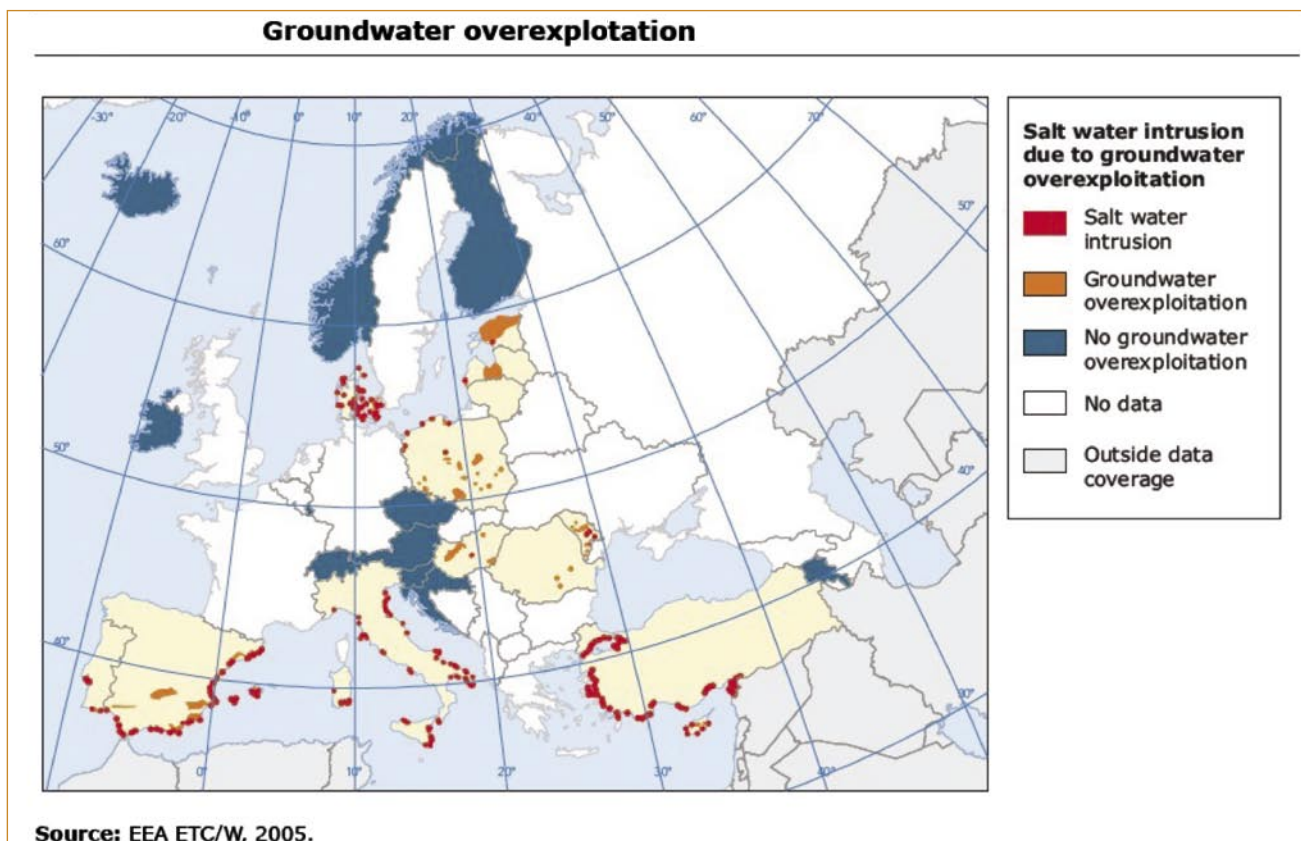 Groundwater overexplotation
-30° -20° -10° 0° 10° 20° 30° 40° 50° 60° 70°
60°
50°
50°
40°
40°
30°
0° 10° 20° 30° 40°
Salt water intrusion
due to groundwater
overexploitation
Salt water
intrusion
Groundwater
overexploitation
No groundwater
overexploitation
No data
Outside data
coverage
Source: EEA ETC/W, 2005.